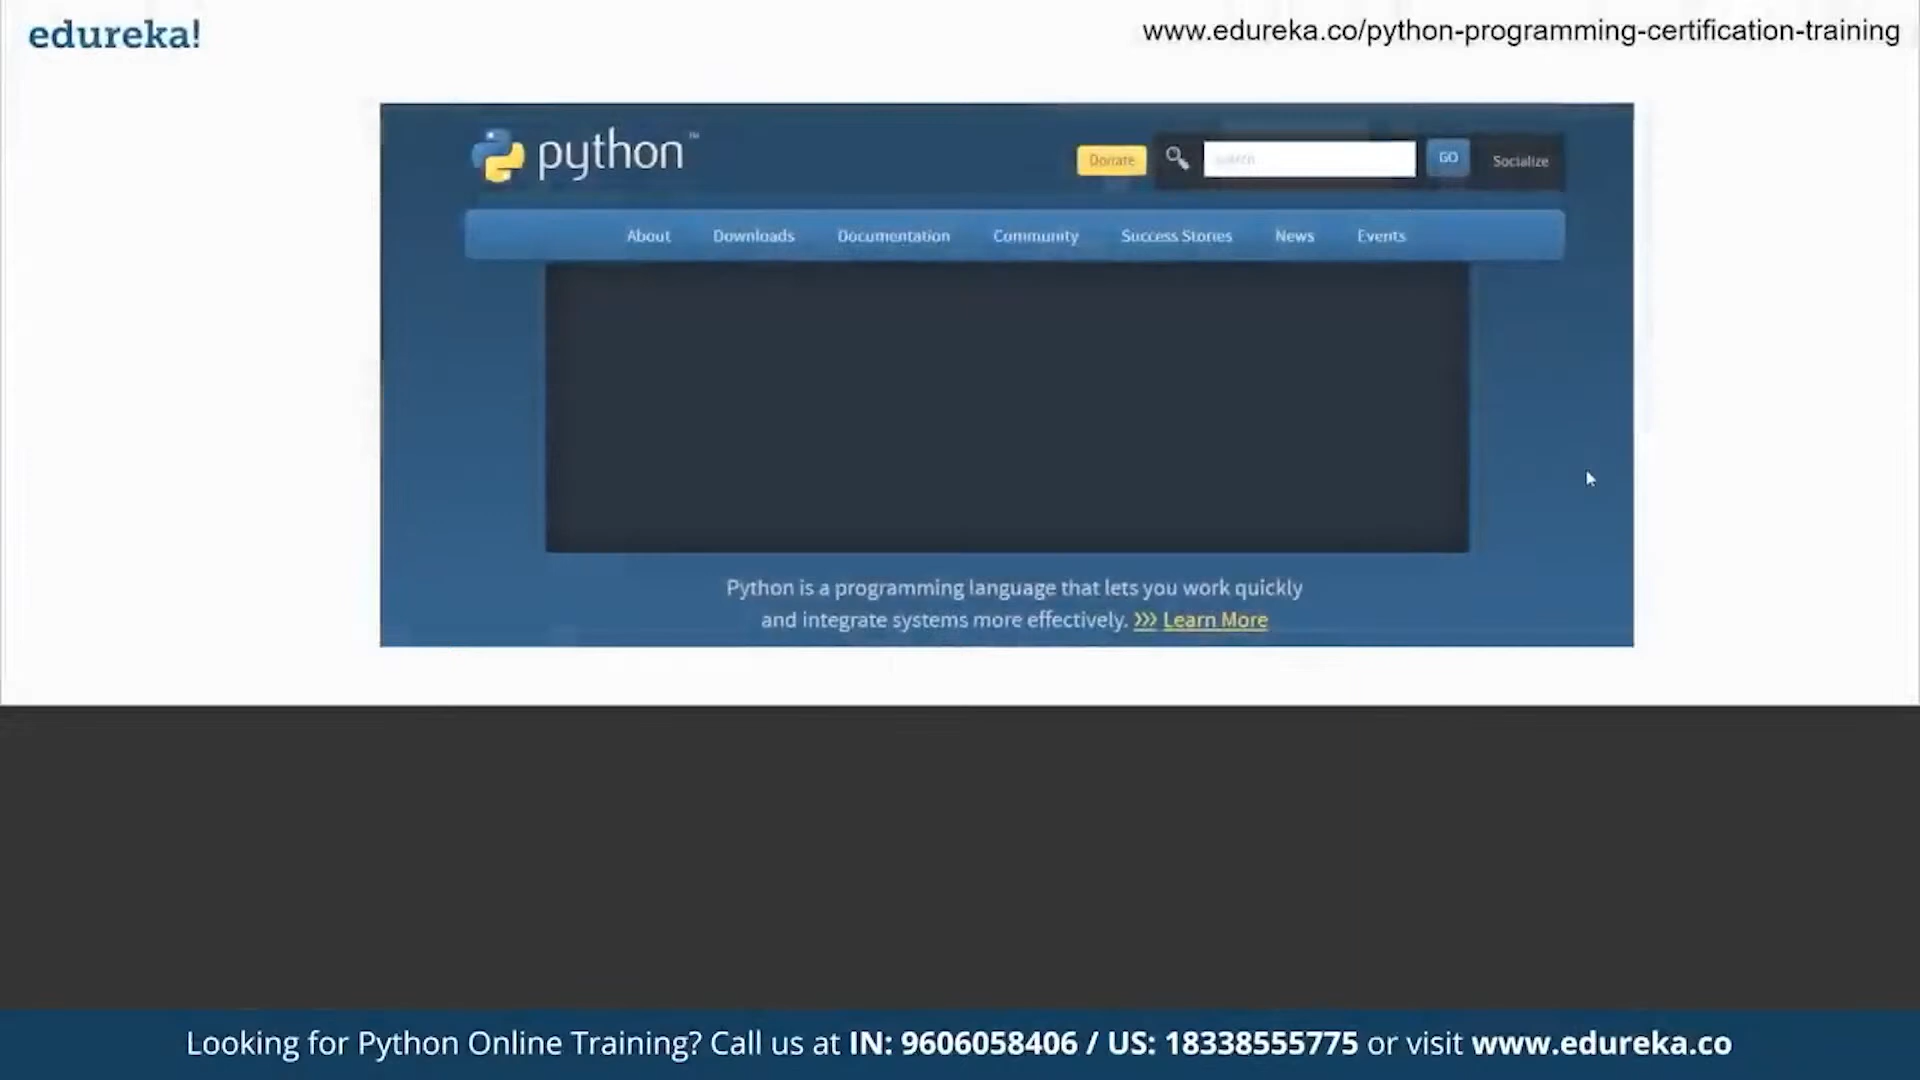 edureka!
www.edureka.co/python-programming-certification-training
python™
Donate
Search
GO
Socialize
About
Downloads
Documentation
Community
Success Stories
News
Events
Python is a programming language that lets you work quickly
and integrate systems more effectively. >>> Learn More
Looking for Python Online Training? Call us at IN: 9606058406 / US: 18338555775 or visit www.edureka.co